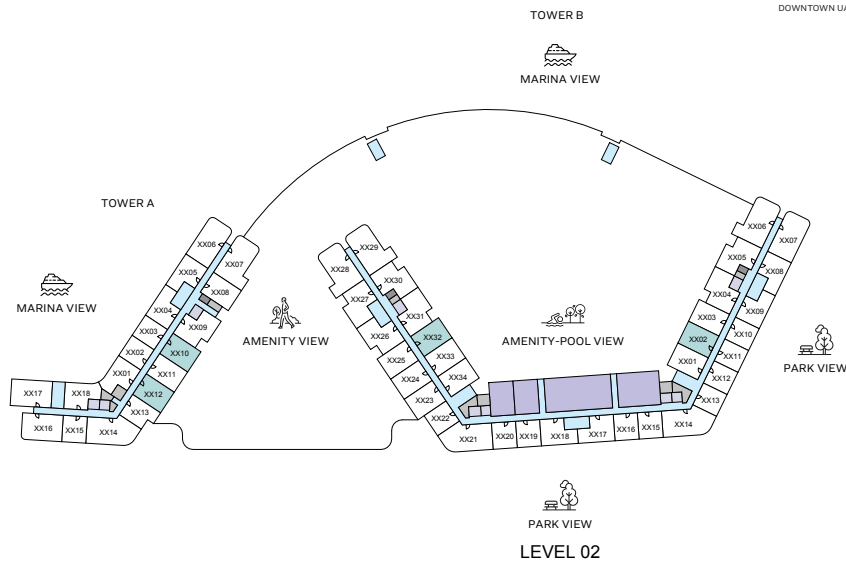 DOWNTOWN UA
TOWER B
MARINA VIEW
TOWER A
MARINA VIEW
AMENITY VIEW
AMENITY-POOL VIEW
PARK VIEW
XX06
XX07
XX05
XX08
XX04
XX09
XX03
XX10
XX02
XX11
XX01
XX12
XX13
XX17
XX18
XX16
XX15
XX14
XX29
XX28
XX30
XX27
XX31
XX26
XX32
XX25
XX33
XX24
XX34
XX23
XX22
XX21
XX20
XX19
XX18
XX17
XX16
XX15
XX14
XX06
XX07
XX05
XX08
XX04
XX09
XX03
XX10
XX02
XX11
XX01
XX12
XX13
PARK VIEW
LEVEL 02